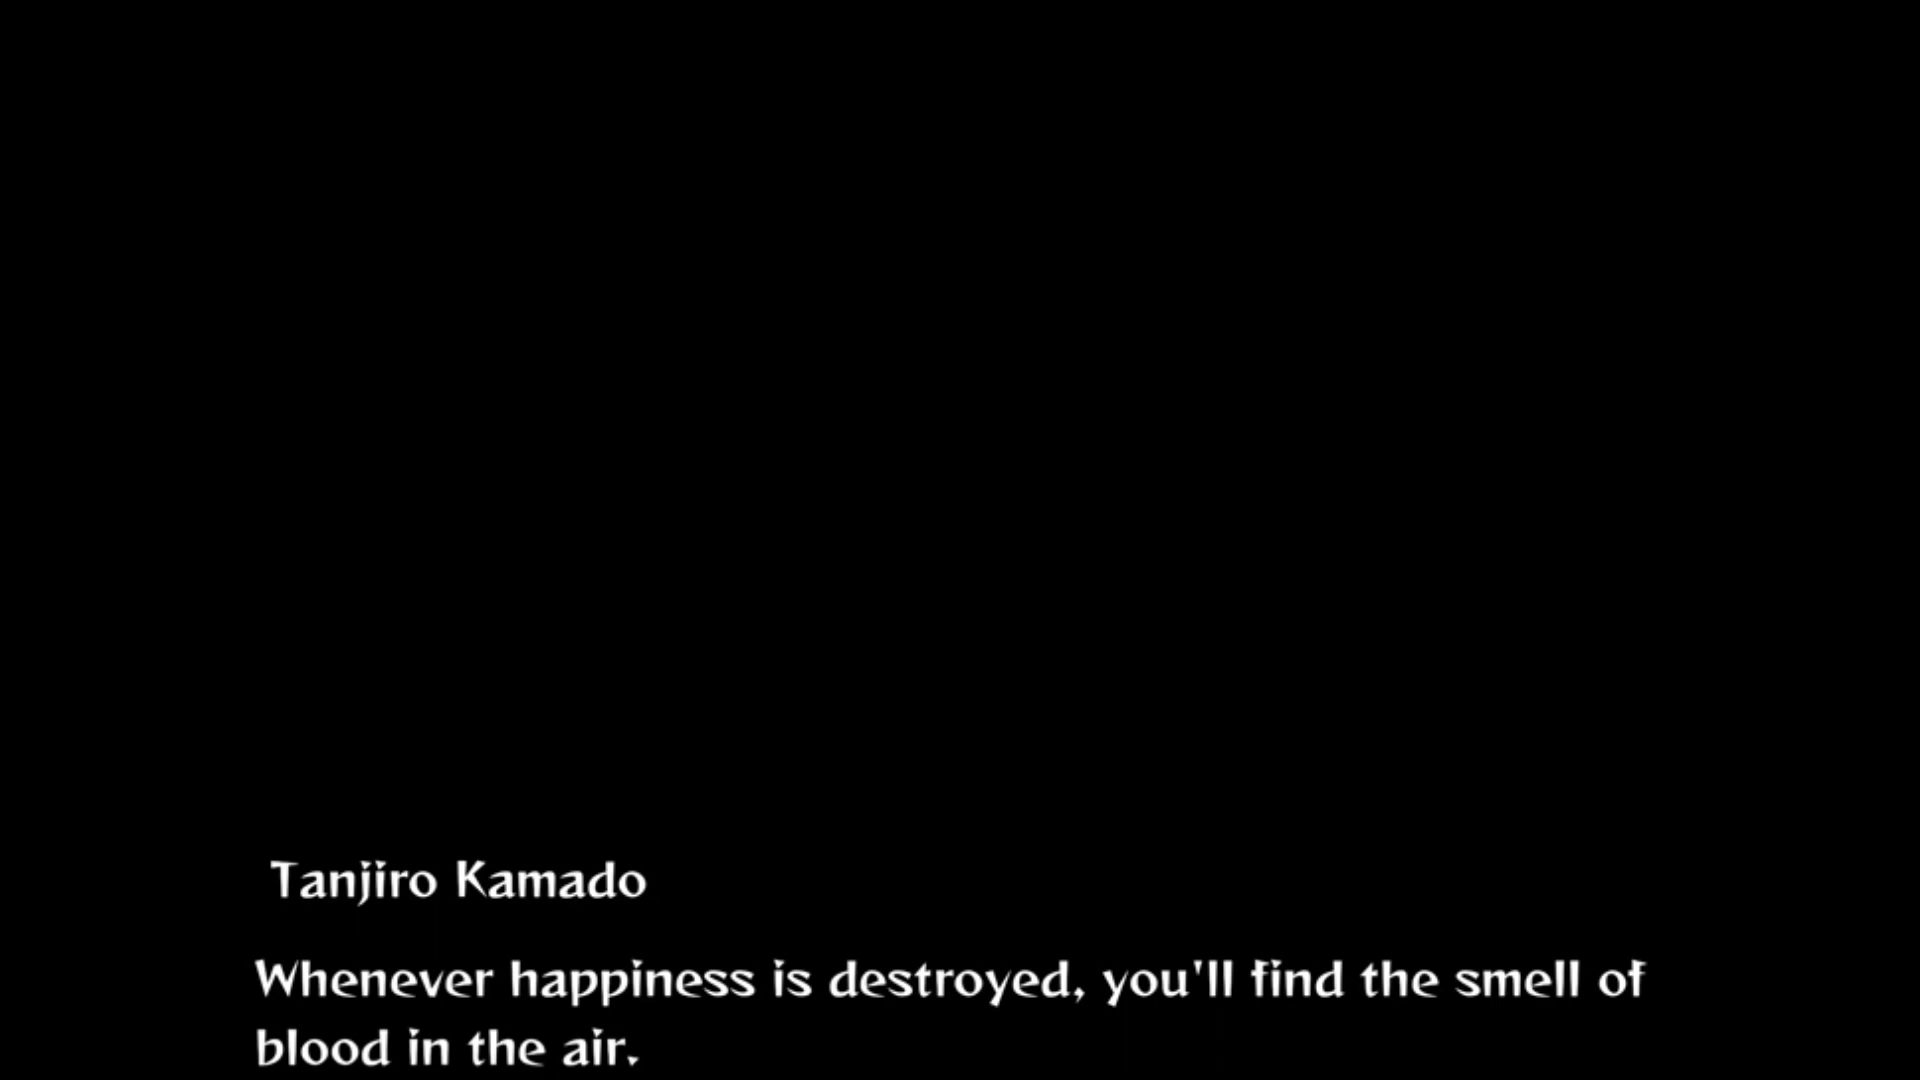 Tanjiro Kamado
Whenever happiness is destroyed, you'll find the smell of
blood in the air.